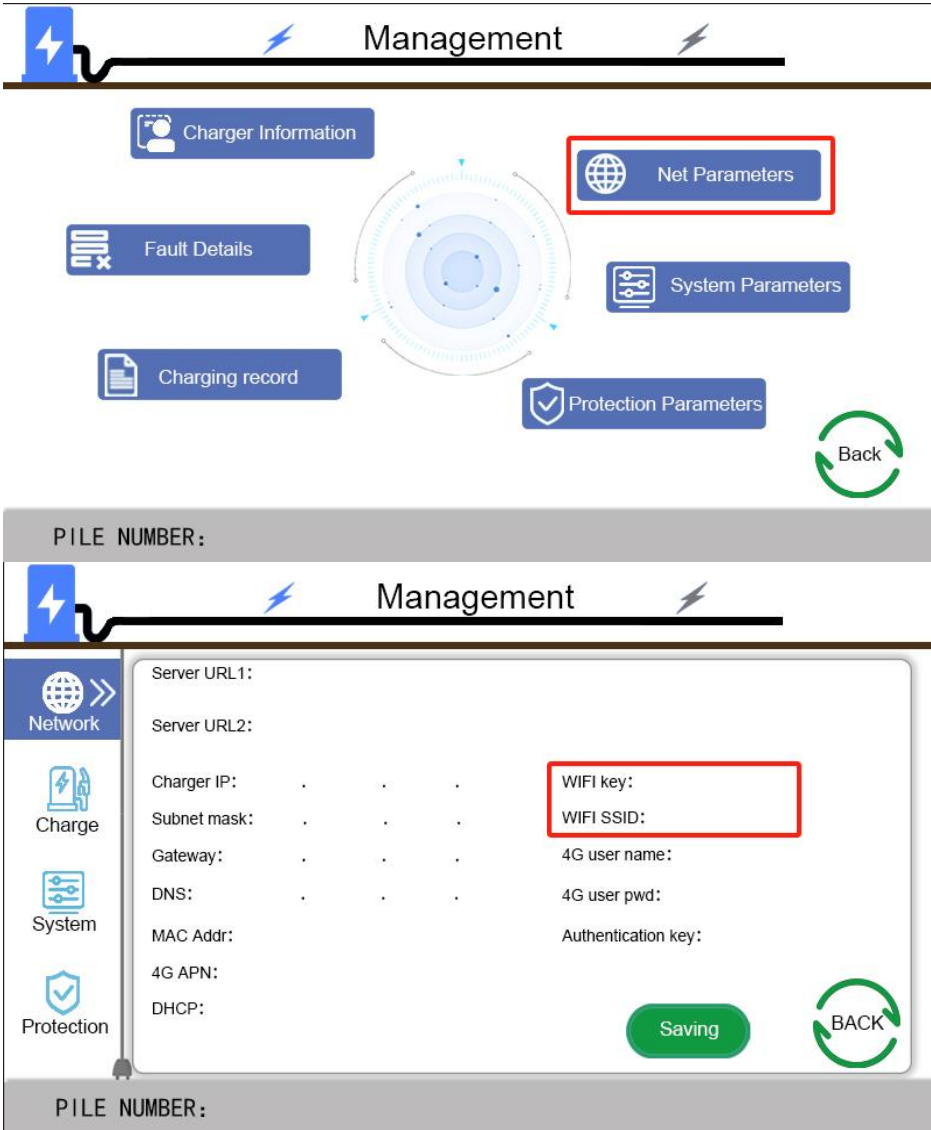 Management
Charger Information
Net Parameters
Fault Details
System Parameters
Charging record
Protection Parameters
Back
PILE NUMBER:
Management
Network
Charge
System
Protection
Server URL1:
Server URL2:
Charger IP: . . .
WIFI key:
Subnet mask: . . .
WIFI SSID:
Gateway: . . .
4G user name:
DNS: . . .
4G user pwd:
MAC Addr:
Authentication key:
4G APN:
DHCP:
Saving
BACK
PILE NUMBER: